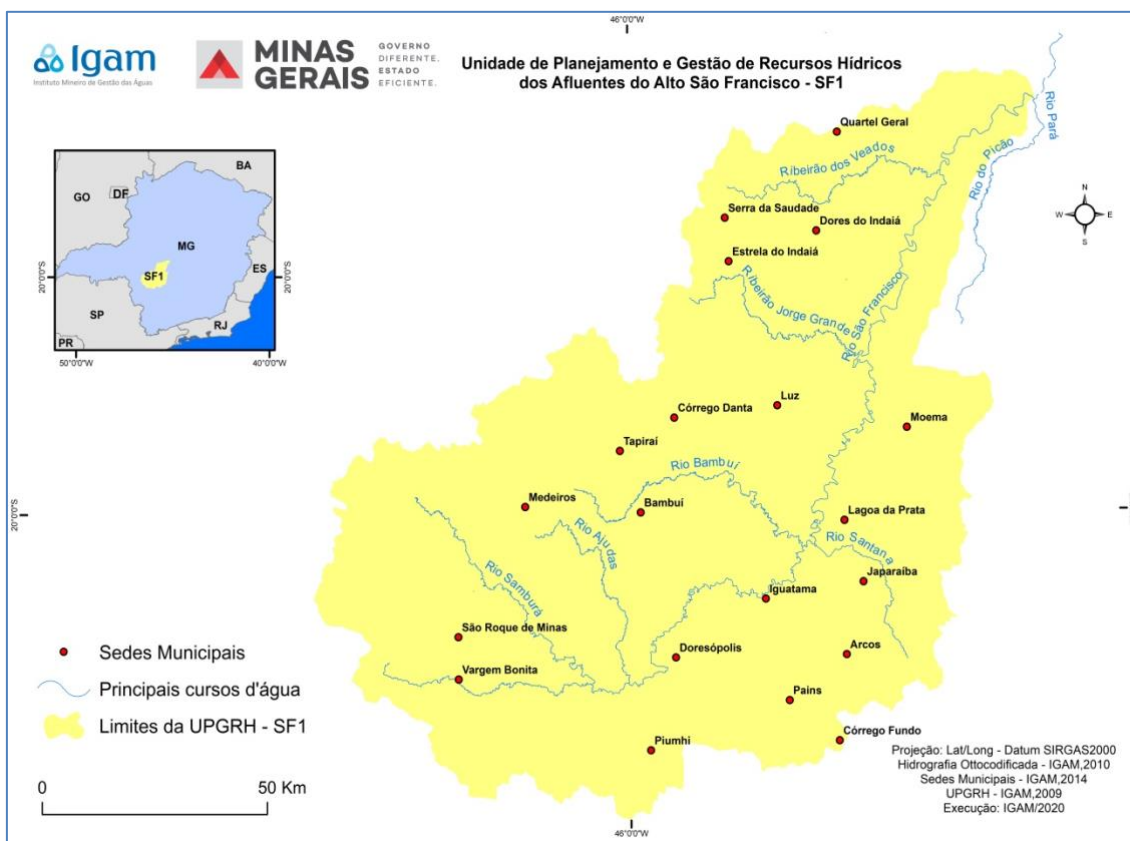 Igam
Instituto Mineiro de Gestão das Águas
MINAS
GERAIS
GOVERNO
DIFERENTE.
ESTADO
EFICIENTE.
Unidade de Planejamento e Gestão de Recursos Hídricos
dos Afluentes do Alto São Francisco - SF1
46°0'0"W
BA
GO
DF
MG
SF1
ES
SP
RJ
PR
20°0'0"S
20°0'0"S
50°0'0"W
40°0'0"W
N
W
E
S
Quartel Geral
Rio Pará
Rio do Picão
Ribeirão dos Veados
Serra da Saudade
Dores do Indaiá
Estrela do Indaiá
Ribeirão Jorge Grande
Rio São Francisco
Luz
Córrego Danta
Moema
Tapiraí
Rio Bambuí
Medeiros
Bambuí
Lagoa da Prata
20°0'0"S
Rio Ajudas
Rio Santana
Rio Samburá
Japaraíba
Iguatama
São Roque de Minas
Doresópolis
Arcos
Vargem Bonita
Pains
Córrego Fundo
Piumhi
Sedes Municipais
Principais cursos d'água
Limites da UPGRH - SF1
0
50 Km
Projeção: Lat/Long - Datum SIRGAS2000
Hidrografia Ottocodificada - IGAM,2010
Sedes Municipais - IGAM,2014
UPGRH - IGAM,2009
Execução: IGAM/2020
46°0'0"W